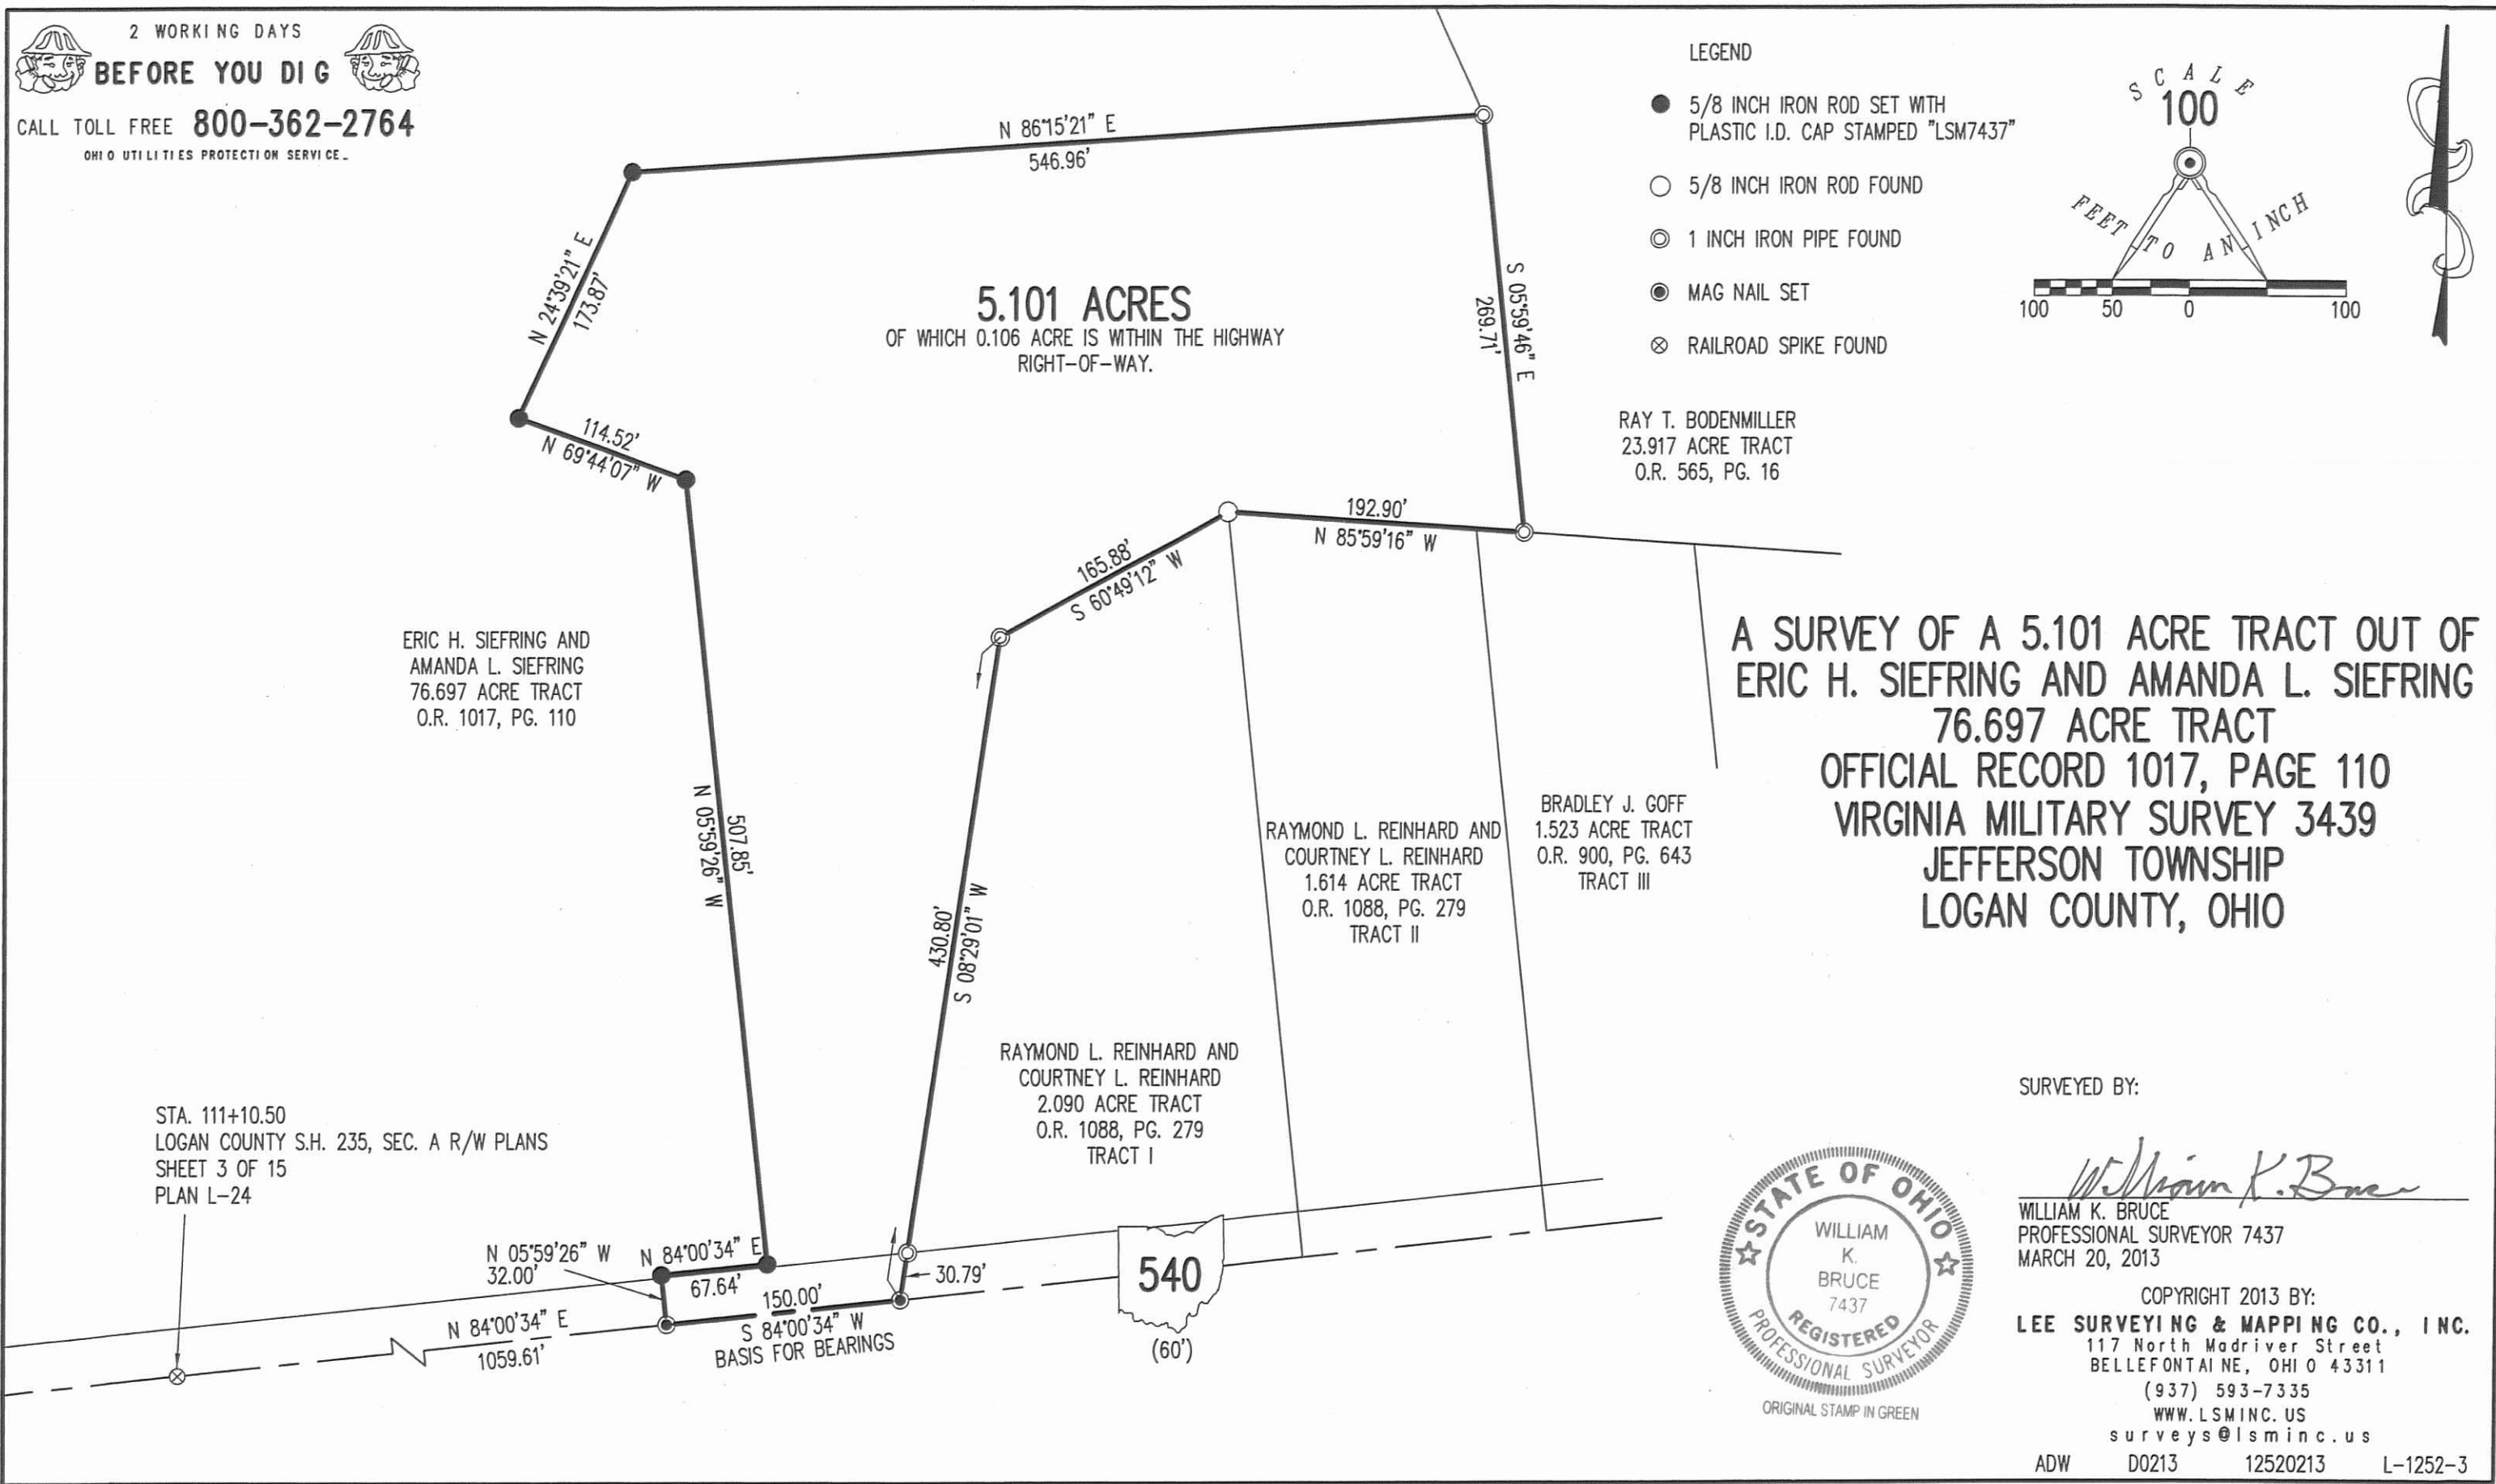 2 WORKING DAYS
BEFORE YOU DIG
CALL TOLL FREE 800-362-2764
OHIO UTILITIES PROTECTION SERVICE.
N 86°15'21" E
546.96'
N 24°39'21" E
173.87'
5.101 ACRES
OF WHICH 0.106 ACRE IS WITHIN THE HIGHWAY
RIGHT-OF-WAY.
S 05°59'46" E
269.71'
114.52'
N 69°44'07" W
192.90'
N 85°59'16" W
165.88'
S 60°49'12" W
507.85'
N 05°59'26" W
430.80'
S 08°29'01" W
LEGEND
5/8 INCH IRON ROD SET WITH
PLASTIC I.D. CAP STAMPED "LSM7437"
5/8 INCH IRON ROD FOUND
1 INCH IRON PIPE FOUND
MAG NAIL SET
RAILROAD SPIKE FOUND
SCALE
100
FEET TO AN INCH
100 50 0 100
RAY T. BODENMILLER
23.917 ACRE TRACT
O.R. 565, PG. 16
ERIC H. SIEFRING AND
AMANDA L. SIEFRING
76.697 ACRE TRACT
O.R. 1017, PG. 110
RAYMOND L. REINHARD AND
COURTNEY L. REINHARD
1.614 ACRE TRACT
O.R. 1088, PG. 279
TRACT II
BRADLEY J. GOFF
1.523 ACRE TRACT
O.R. 900, PG. 643
TRACT III
RAYMOND L. REINHARD AND
COURTNEY L. REINHARD
2.090 ACRE TRACT
O.R. 1088, PG. 279
TRACT I
A SURVEY OF A 5.101 ACRE TRACT OUT OF
ERIC H. SIEFRING AND AMANDA L. SIEFRING
76.697 ACRE TRACT
OFFICIAL RECORD 1017, PAGE 110
VIRGINIA MILITARY SURVEY 3439
JEFFERSON TOWNSHIP
LOGAN COUNTY, OHIO
STA. 111+10.50
LOGAN COUNTY S.H. 235, SEC. A R/W PLANS
SHEET 3 OF 15
PLAN L-24
N 05°59'26" W
32.00'
N 84°00'34" E
67.64'
30.79'
150.00'
S 84°00'34" W
BASIS FOR BEARINGS
N 84°00'34" E
1059.61'
540
(60')
SURVEYED BY:
William K. Bruce
WILLIAM K. BRUCE
PROFESSIONAL SURVEYOR 7437
MARCH 20, 2013
STATE OF OHIO
WILLIAM
K.
BRUCE
7437
REGISTERED
PROFESSIONAL SURVEYOR
ORIGINAL STAMP IN GREEN
COPYRIGHT 2013 BY:
LEE SURVEYING & MAPPING CO., INC.
117 North Madriver Street
BELLEFONTAINE, OHIO 43311
(937) 593-7335
WWW.LSMINC.US
surveys@lsminc.us
ADW D0213 12520213 L-1252-3